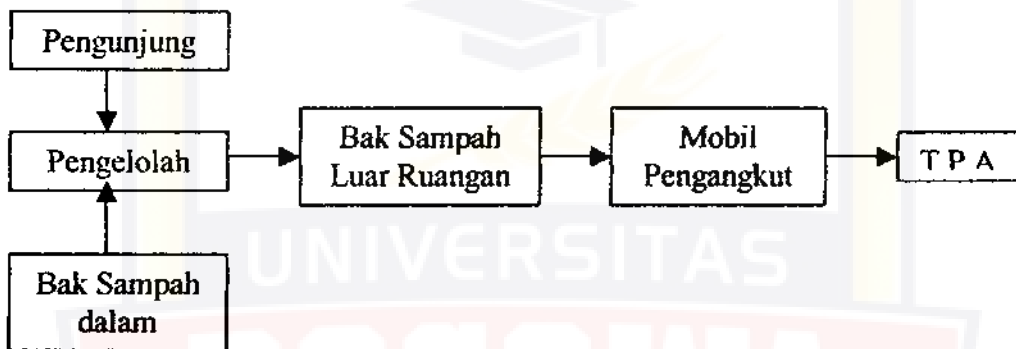 Pengunjung
Pengelolah
Bak Sampah
Luar Ruangan
Mobil
Pengangkut
T P A
Bak Sampah
dalam
UNIVERSITAS